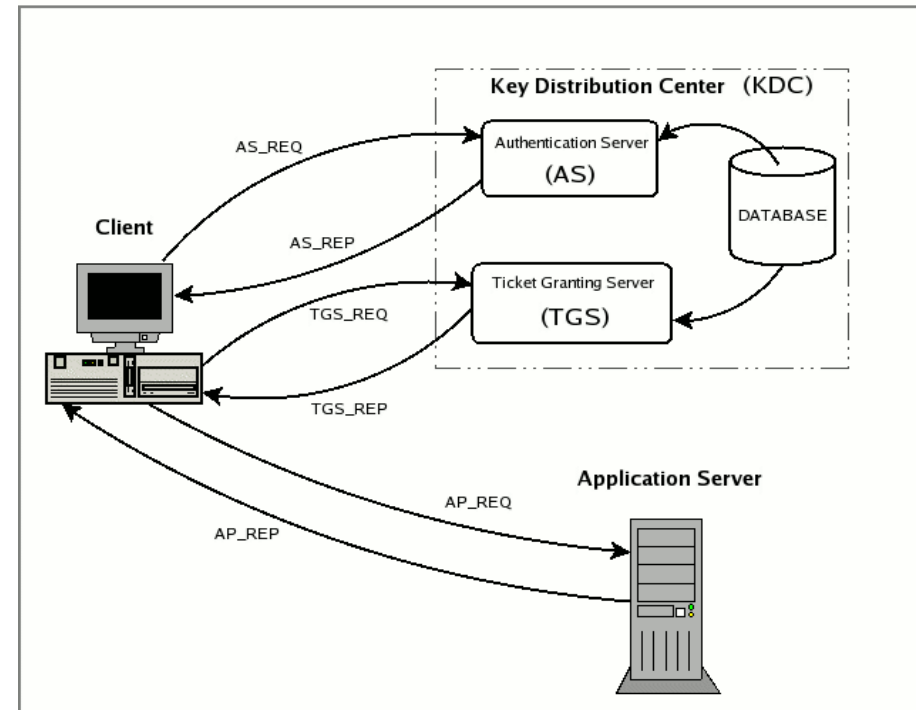 Key Distribution Center (KDC)
Authentication Server
(AS)
AS_REQ
DATABASE
Client
AS_REP
Ticket Granting Server
(TGS)
TGS_REQ
TGS_REP
Application Server
AP_REQ
AP_REP